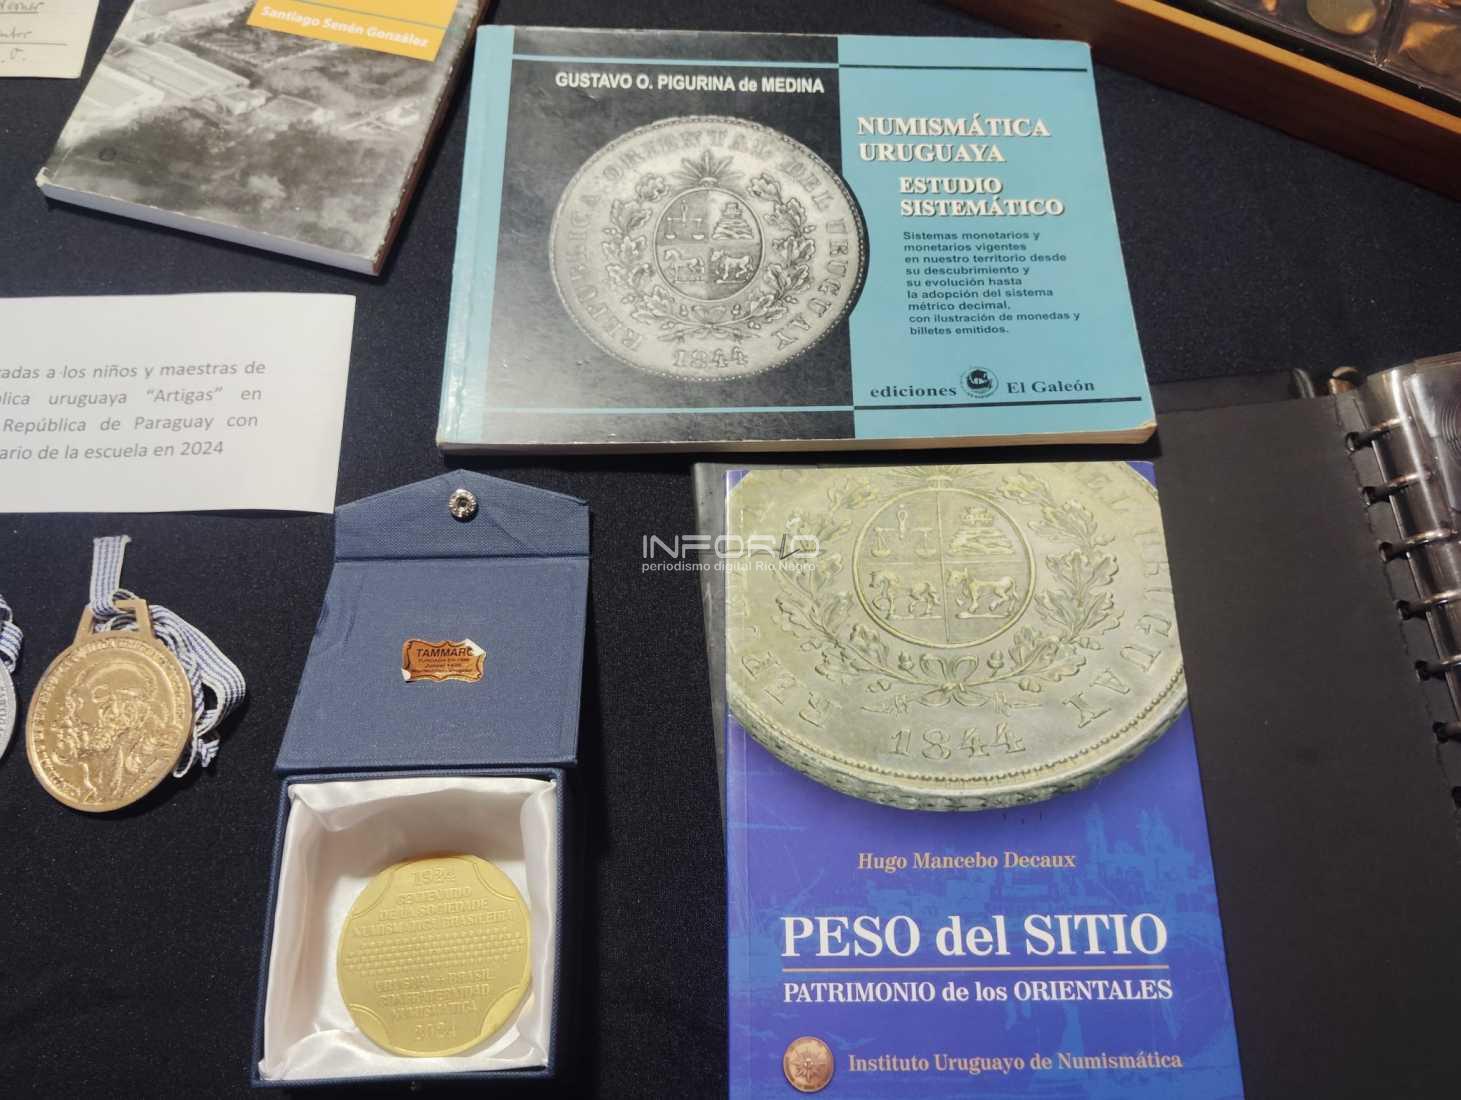 Santiago Senén González
GUSTAVO O. PIGURINA de MEDINA
NUMISMÁTICA
URUGUAYA
ESTUDIO
SISTEMÁTICO
Sistemas monetarios y
monetarios vigentes
en nuestro territorio desde
su descubrimiento y
su evolución hasta
la adopción del sistema
métrico decimal,
con ilustración de monedas y
billetes emitidos.
ediciones El Galeón
REPUBLICA ORIENTAL DEL URUGUAY
1844
adas a los niños y maestras de
blica uruguaya “Artigas” en
República de Paraguay con
ario de la escuela en 2024
INFORIO
periodismo digital Rio Negro
TAMMARO
1924
CENTENARIO
DE LA SOCIEDADE
NUMISMATICA BRASILEIRA
URUGUAY BRASIL
CONFRATERNIDAD
NUMISMATICA
2024
1844
Hugo Mancebo Decaux
PESO del SITIO
PATRIMONIO de los ORIENTALES
Instituto Uruguayo de Numismática